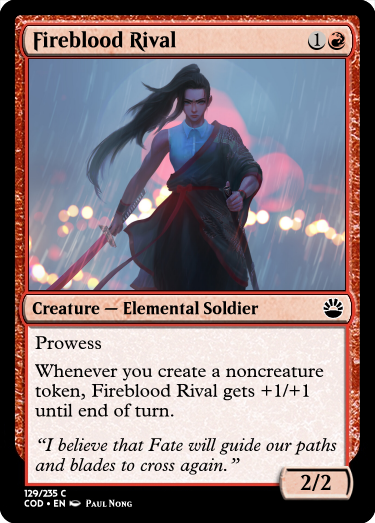 Fireblood Rival 1
Creature — Elemental Soldier
Prowess
Whenever you create a noncreature
token, Fireblood Rival gets +1/+1
until end of turn.
“I believe that Fate will guide our paths
and blades to cross again.”
2/2
129/235 C
COD • EN Paul Nong